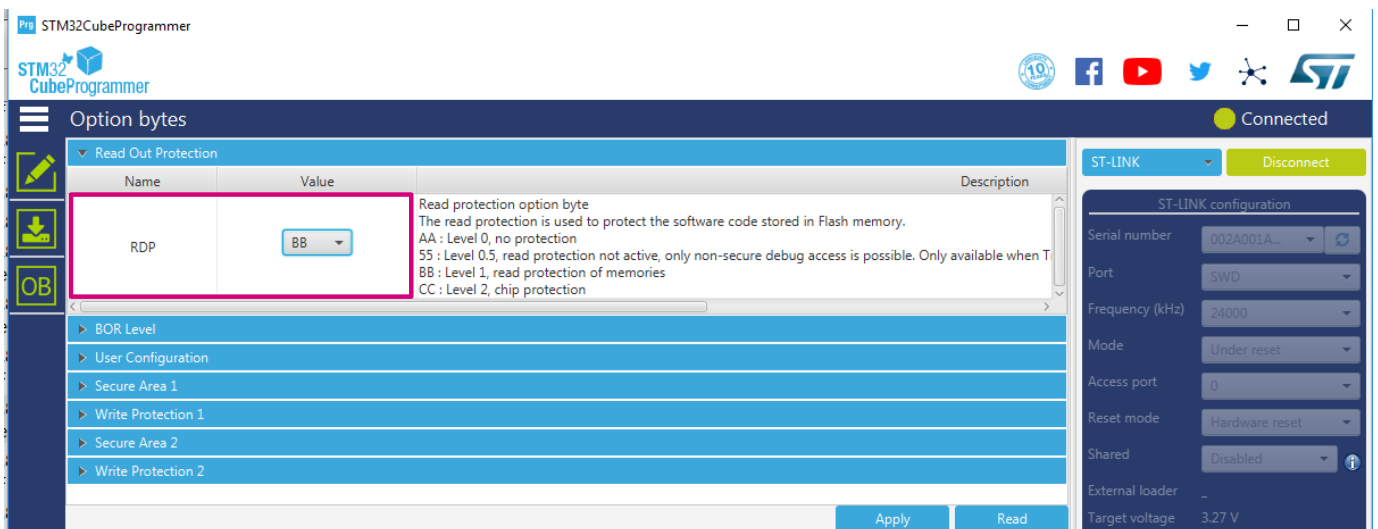 Prg STM32CubeProgrammer
STM32
CubeProgrammer
10 YEARS
Option bytes
Connected
Read Out Protection
Name Value Description
RDP
BB
Read protection option byte
The read protection is used to protect the software code stored in Flash memory.
AA : Level 0, no protection
55 : Level 0.5, read protection not active, only non-secure debug access is possible. Only available when T
BB : Level 1, read protection of memories
CC : Level 2, chip protection
BOR Level
User Configuration
Secure Area 1
Write Protection 1
Secure Area 2
Write Protection 2
Apply Read
OB
ST-LINK Disconnect
ST-LINK configuration
Serial number 002A001A...
Port SWD
Frequency (kHz) 24000
Mode Under reset
Access port 0
Reset mode Hardware reset
Shared Disabled
External loader _
Target voltage 3.27 V